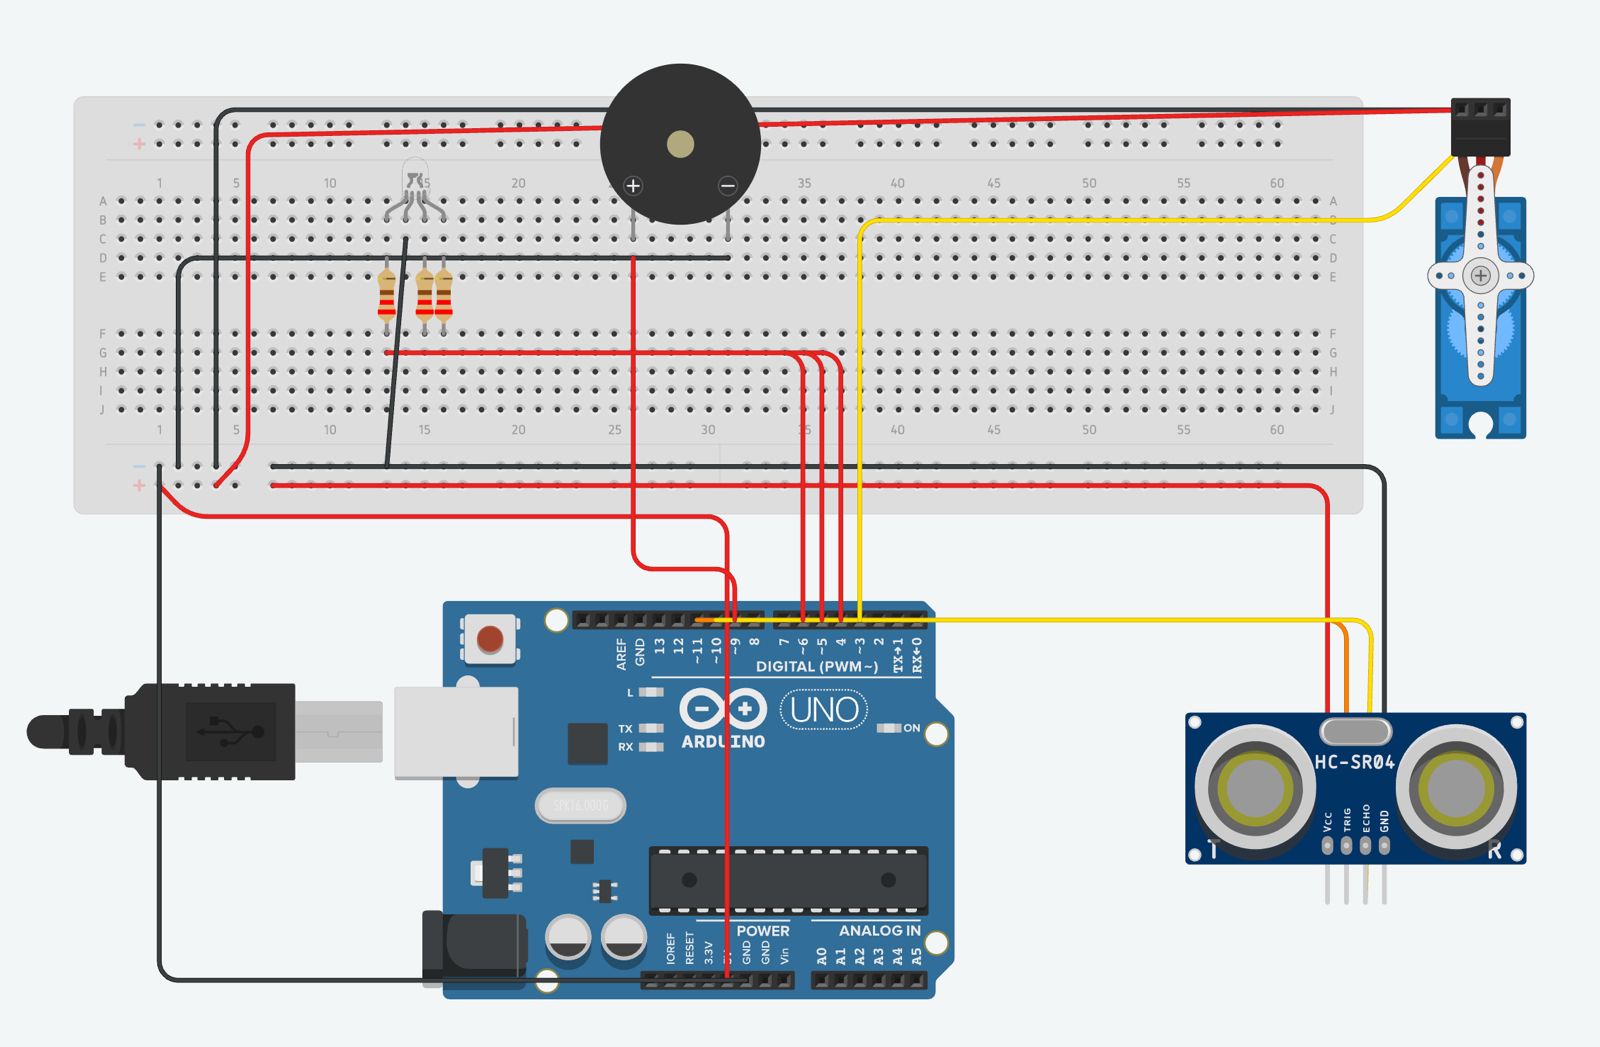 − −
+ +
1 5 10 15 20 35 40 45 50 55 60
A A
B B
C C
D D
E E
F F
G G
H H
I I
J J
1 5 10 15 20 25 30 35 40 45 50 55 60
−
+
AREF
GND
13
12
~11
~10
~9
8
7
~6
~5
4
~3
2
TX→1
RX←0
DIGITAL (PWM~)
L
TX
RX
UNO
ARDUINO
ON
SPK16.000G
POWER
ANALOG IN
IOREF
RESET
3.3V
GND
GND
Vin
A0
A1
A2
A3
A4
A5
HC-SR04
VCC
TRIG
ECHO
GND
T R